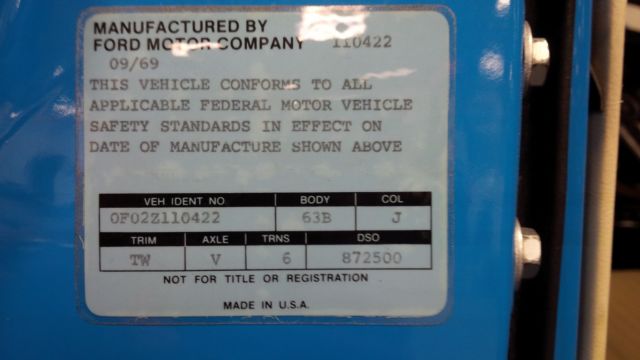 MANUFACTURED BY
FORD MOTOR COMPANY 110422
09/69
THIS VEHICLE CONFORMS TO ALL
APPLICABLE FEDERAL MOTOR VEHICLE
SAFETY STANDARDS IN EFFECT ON
DATE OF MANUFACTURE SHOWN ABOVE
VEH IDENT NO BODY COL
0F02Z110422 63B J
TRIM AXLE TRNS DSO
TW V 6 872500
NOT FOR TITLE OR REGISTRATION
MADE IN U.S.A.